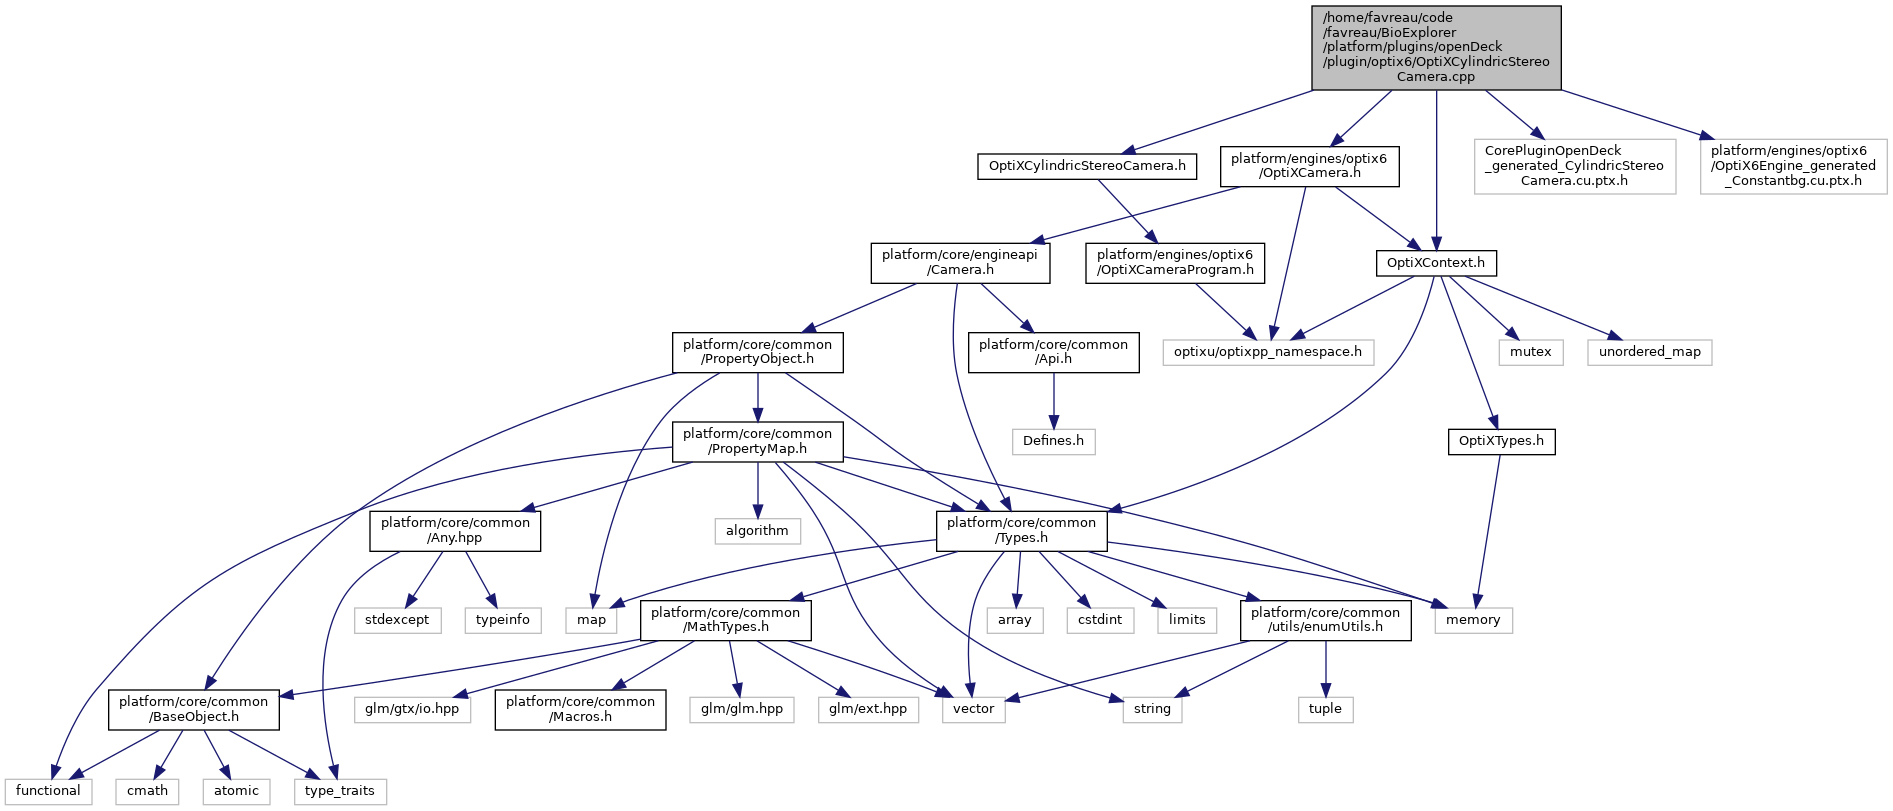 /home/favreau/code
/favreau/BioExplorer
/platform/plugins/openDeck
/plugin/optix6/OptiXCylindricStereo
Camera.cpp
OptiXCylindricStereoCamera.h
platform/engines/optix6
/OptiXCamera.h
CorePluginOpenDeck
_generated_CylindricStereo
Camera.cu.ptx.h
platform/engines/optix6
/OptiX6Engine_generated
_Constantbg.cu.ptx.h
platform/core/engineapi
/Camera.h
platform/engines/optix6
/OptiXCameraProgram.h
OptiXContext.h
platform/core/common
/PropertyObject.h
platform/core/common
/Api.h
optixu/optixpp_namespace.h
mutex
unordered_map
platform/core/common
/PropertyMap.h
Defines.h
OptiXTypes.h
platform/core/common
/Any.hpp
algorithm
platform/core/common
/Types.h
stdexcept
typeinfo
map
platform/core/common
/MathTypes.h
array
cstdint
limits
platform/core/common
/utils/enumUtils.h
memory
platform/core/common
/BaseObject.h
glm/gtx/io.hpp
platform/core/common
/Macros.h
glm/glm.hpp
glm/ext.hpp
vector
string
tuple
functional
cmath
atomic
type_traits